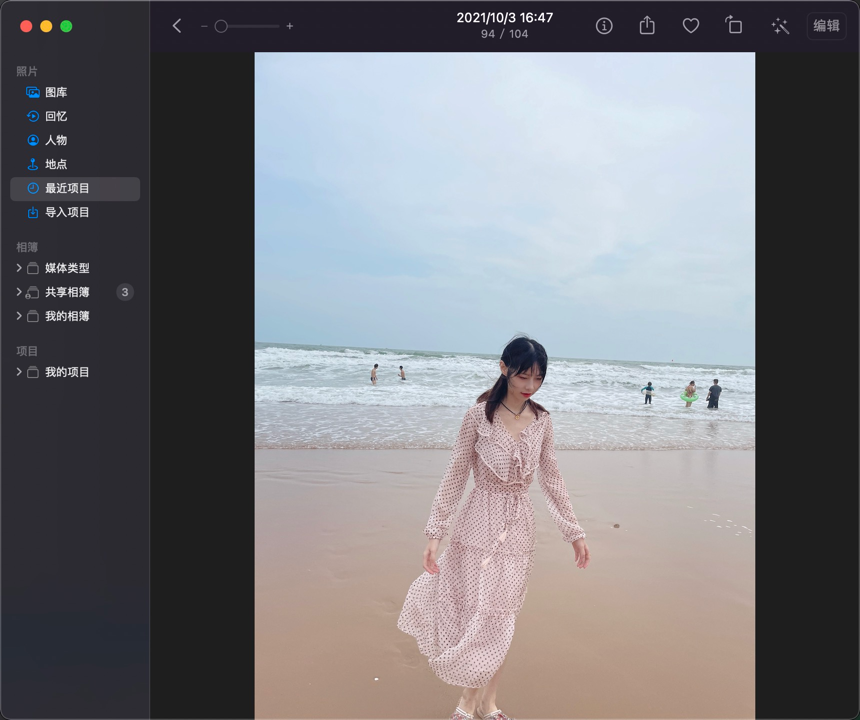 2021/10/3 16:47
94 / 104
编辑
照片
图库
回忆
人物
地点
最近项目
导入项目
相簿
媒体类型
共享相簿 3
我的相簿
项目
我的项目